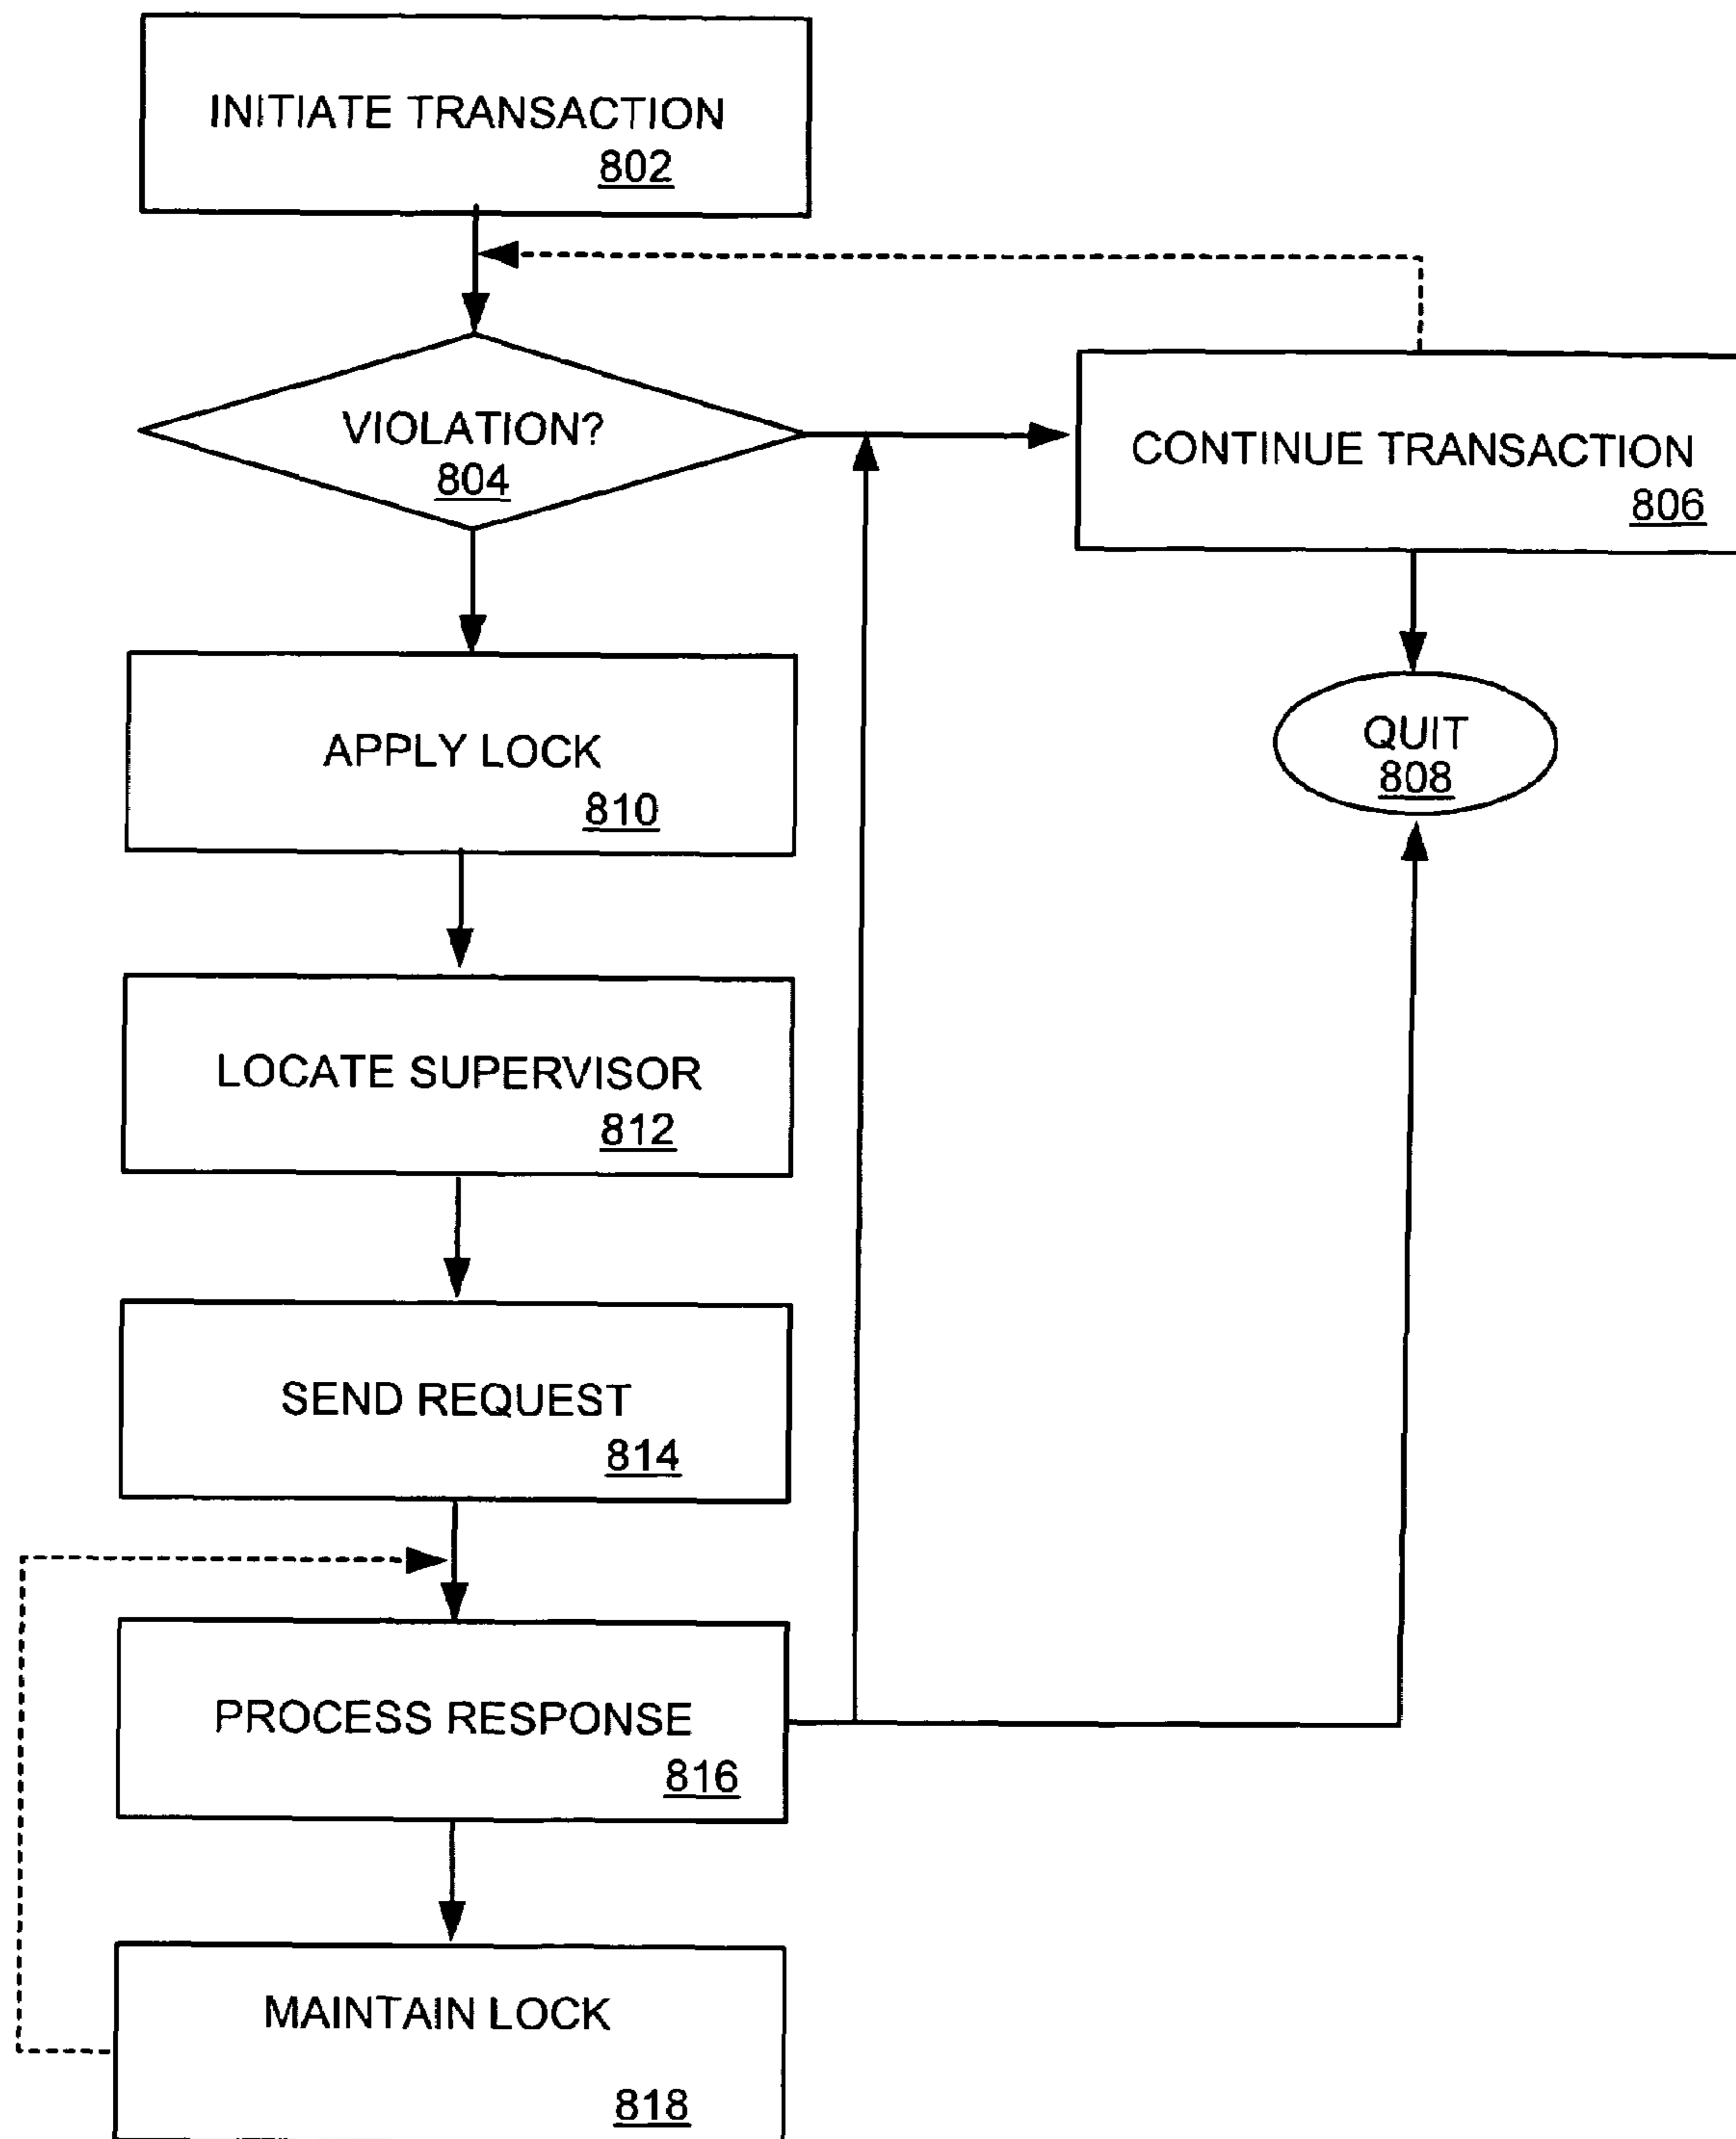 INITIATE TRANSACTION
802
VIOLATION?
804
CONTINUE TRANSACTION
806
QUIT
808
APPLY LOCK
810
LOCATE SUPERVISOR
812
SEND REQUEST
814
PROCESS RESPONSE
816
MAINTAIN LOCK
818